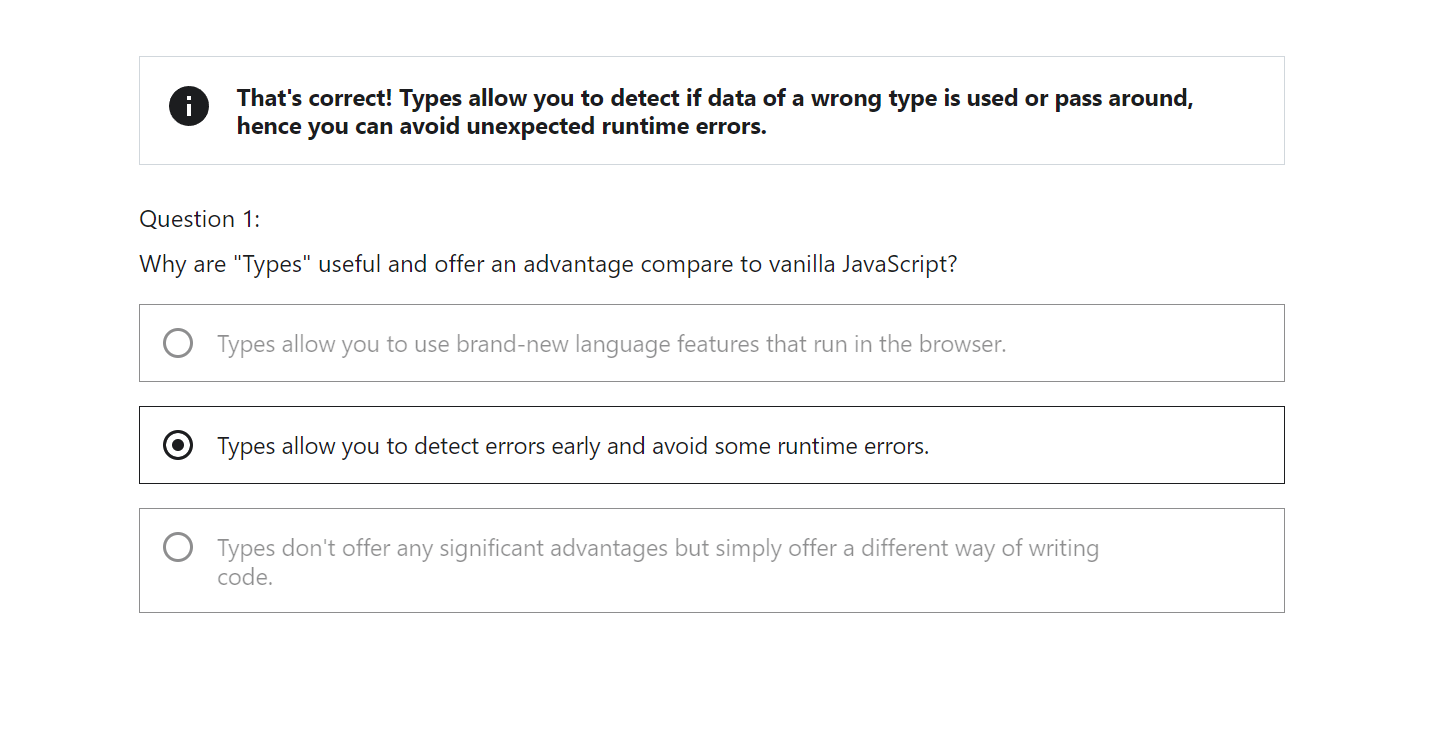 That's correct! Types allow you to detect if data of a wrong type is used or pass around,
hence you can avoid unexpected runtime errors.
Question 1:
Why are "Types" useful and offer an advantage compare to vanilla JavaScript?
Types allow you to use brand-new language features that run in the browser.
Types allow you to detect errors early and avoid some runtime errors.
Types don't offer any significant advantages but simply offer a different way of writing
code.